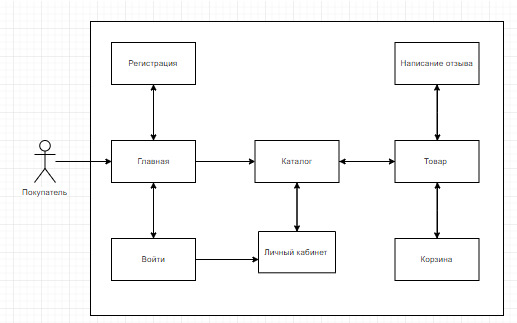 Регистрация
Написание отзыва
Главная
Каталог
Товар
Покупатель
Войти
Личный кабинет
Корзина